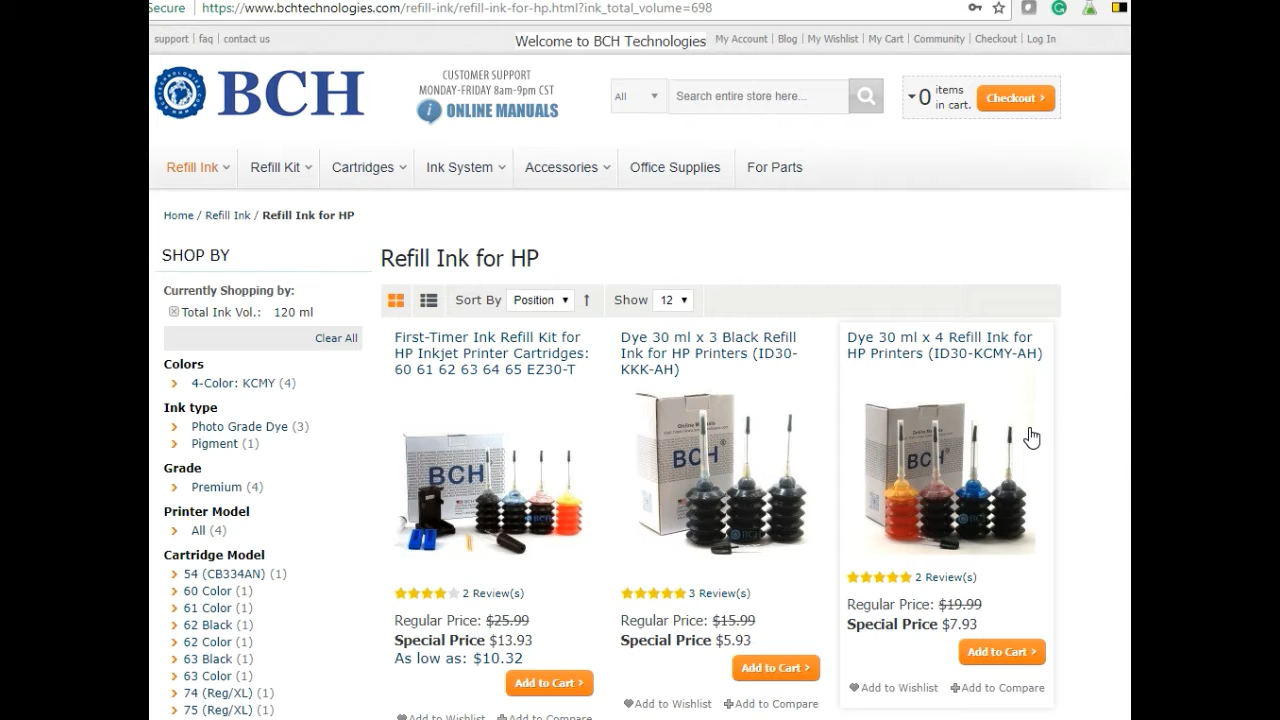 Secure https://www.bchtechnologies.com/refill-ink/refill-ink-for-hp.html?ink_total_volume=698
support | faq | contact us
Welcome to BCH Technologies
My Account | Blog | My Wishlist | My Cart | Community | Checkout | Log In
BCH
CUSTOMER SUPPORT
MONDAY-FRIDAY 8am-9pm CST
i ONLINE MANUALS
All
Search entire store here...
0 items
in cart.
Checkout >
Refill Ink
Refill Kit
Cartridges
Ink System
Accessories
Office Supplies
For Parts
Home / Refill Ink / Refill Ink for HP
SHOP BY
Currently Shopping by:
Total Ink Vol.: 120 ml
Clear All
Colors
4-Color: KCMY (4)
Ink type
Photo Grade Dye (3)
Pigment (1)
Grade
Premium (4)
Printer Model
All (4)
Cartridge Model
54 (CB334AN) (1)
60 Color (1)
61 Color (1)
62 Black (1)
62 Color (1)
63 Black (1)
63 Color (1)
74 (Reg/XL) (1)
75 (Reg/XL) (1)
Refill Ink for HP
Sort By Position
Show 12
First-Timer Ink Refill Kit for
HP Inkjet Printer Cartridges:
60 61 62 63 64 65 EZ30-T
BCH
2 Review(s)
Regular Price: $25.99
Special Price $13.93
As low as: $10.32
Add to Cart >
Add to Wishlist
Add to Compare
Dye 30 ml x 3 Black Refill
Ink for HP Printers (ID30-
KKK-AH)
BCH
BCH
3 Review(s)
Regular Price: $15.99
Special Price $5.93
Add to Cart >
Add to Wishlist
Add to Compare
Dye 30 ml x 4 Refill Ink for
HP Printers (ID30-KCMY-AH)
BCH
2 Review(s)
Regular Price: $19.99
Special Price $7.93
Add to Cart >
Add to Wishlist
Add to Compare